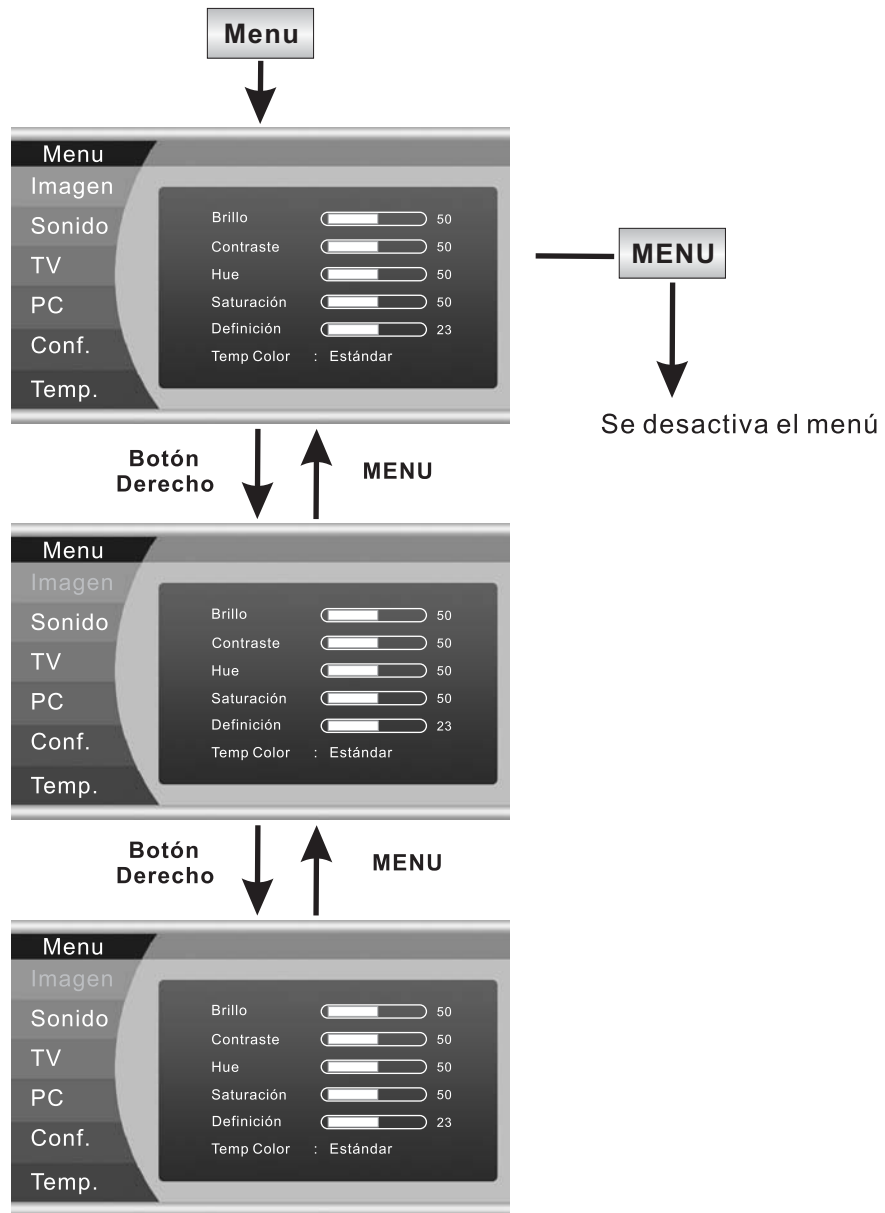 Menu
Menu
Imagen
Sonido
TV
PC
Conf.
Temp.
Brillo 50
Contraste 50
Hue 50
Saturación 50
Definición 23
Temp Color : Estándar
MENU
Se desactiva el menú
Botón
Derecho
MENU
Menu
Imagen
Sonido
TV
PC
Conf.
Temp.
Brillo 50
Contraste 50
Hue 50
Saturación 50
Definición 23
Temp Color : Estándar
Botón
Derecho
MENU
Menu
Imagen
Sonido
TV
PC
Conf.
Temp.
Brillo 50
Contraste 50
Hue 50
Saturación 50
Definición 23
Temp Color : Estándar